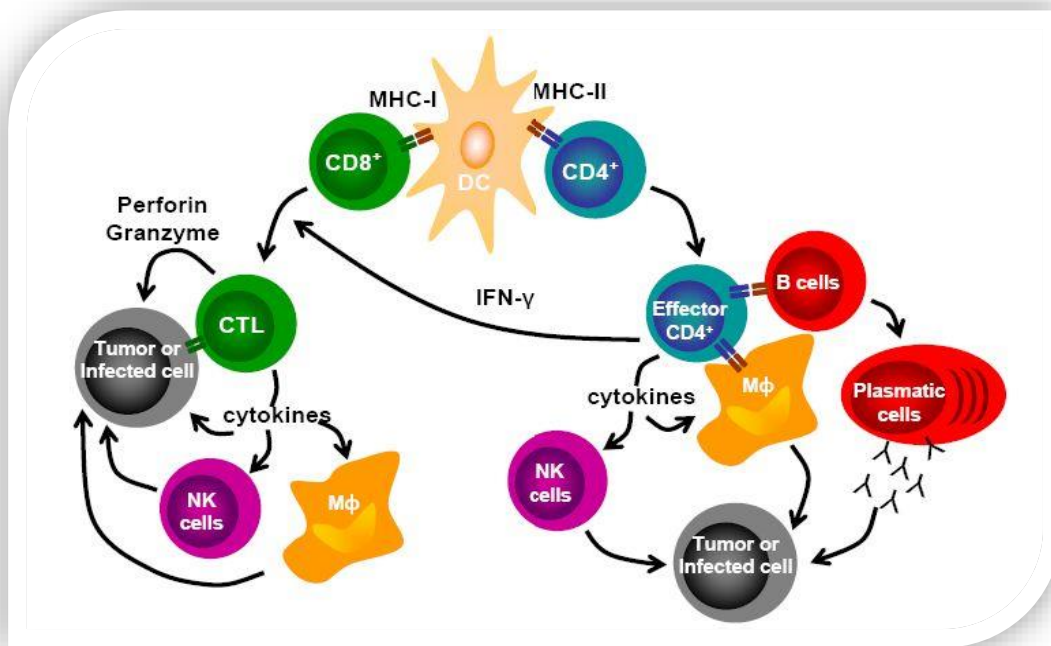 MHC-I
MHC-II
CD8⁺
DC
CD4⁺
Perforin
Granzyme
IFN-γ
B cells
Effector
CD4⁺
CTL
Tumor or
Infected cell
cytokines
cytokines
Mϕ
Plasmatic
cells
NK
cells
Mϕ
NK
cells
Tumor or
Infected cell